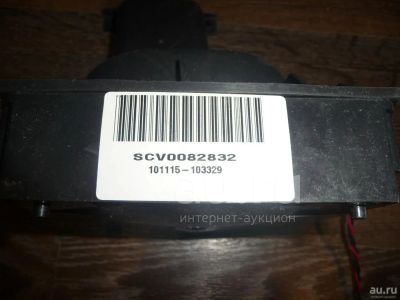 SCV0082832
101115-103329
интернет-аукцион
au.ru